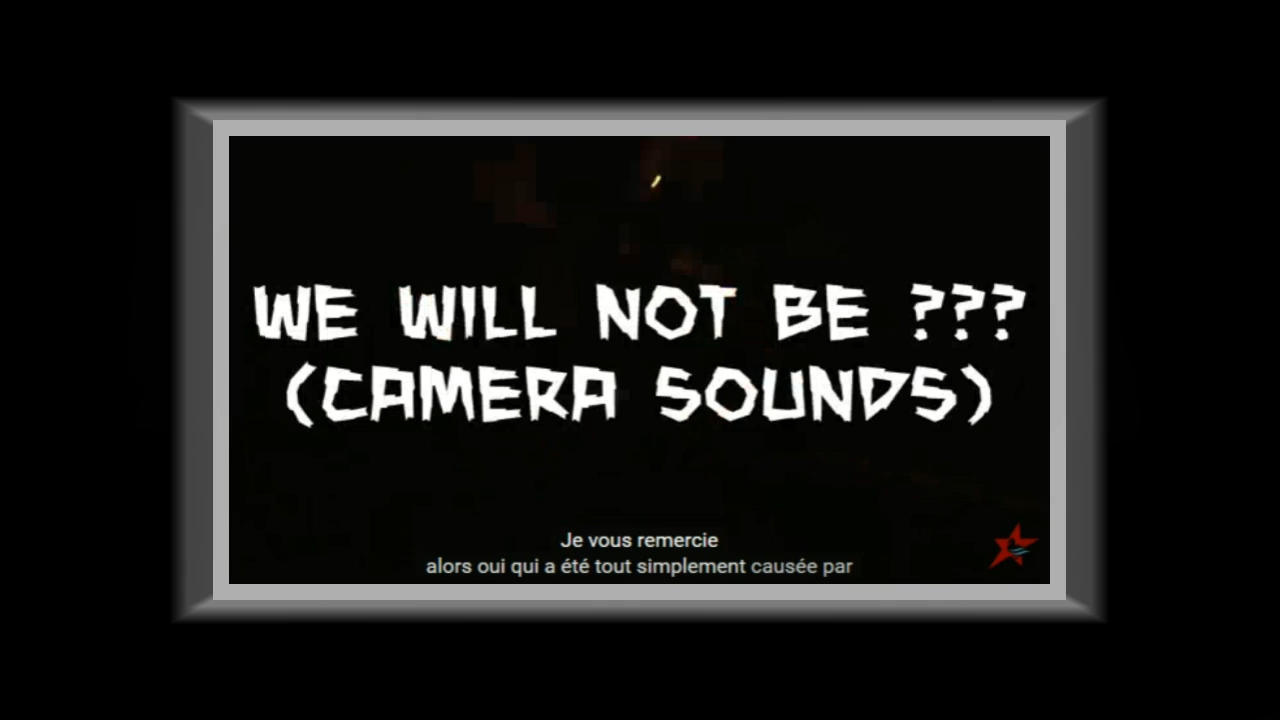 WE WILL NOT BE ???
(CAMERA SOUNDS)
Je vous remercie
alors oui qui a été tout simplement causée par